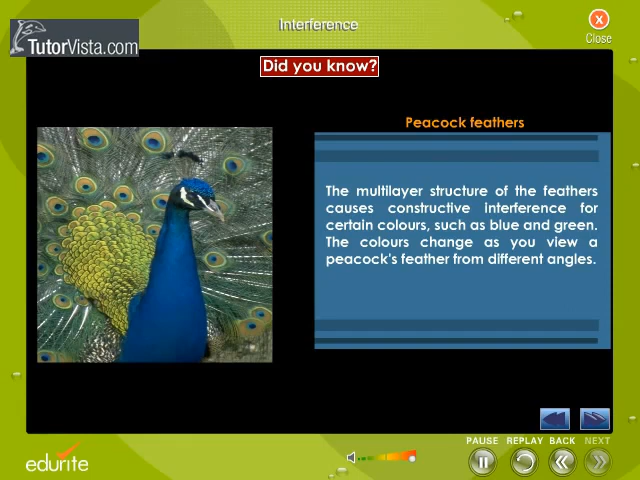 Interference
X
Close
TutorVista.com
Did you know?
Peacock feathers
The multilayer structure of the feathers
causes constructive interference for
certain colours, such as blue and green.
The colours change as you view a
peacock's feather from different angles.
PAUSE REPLAY BACK NEXT
edurite